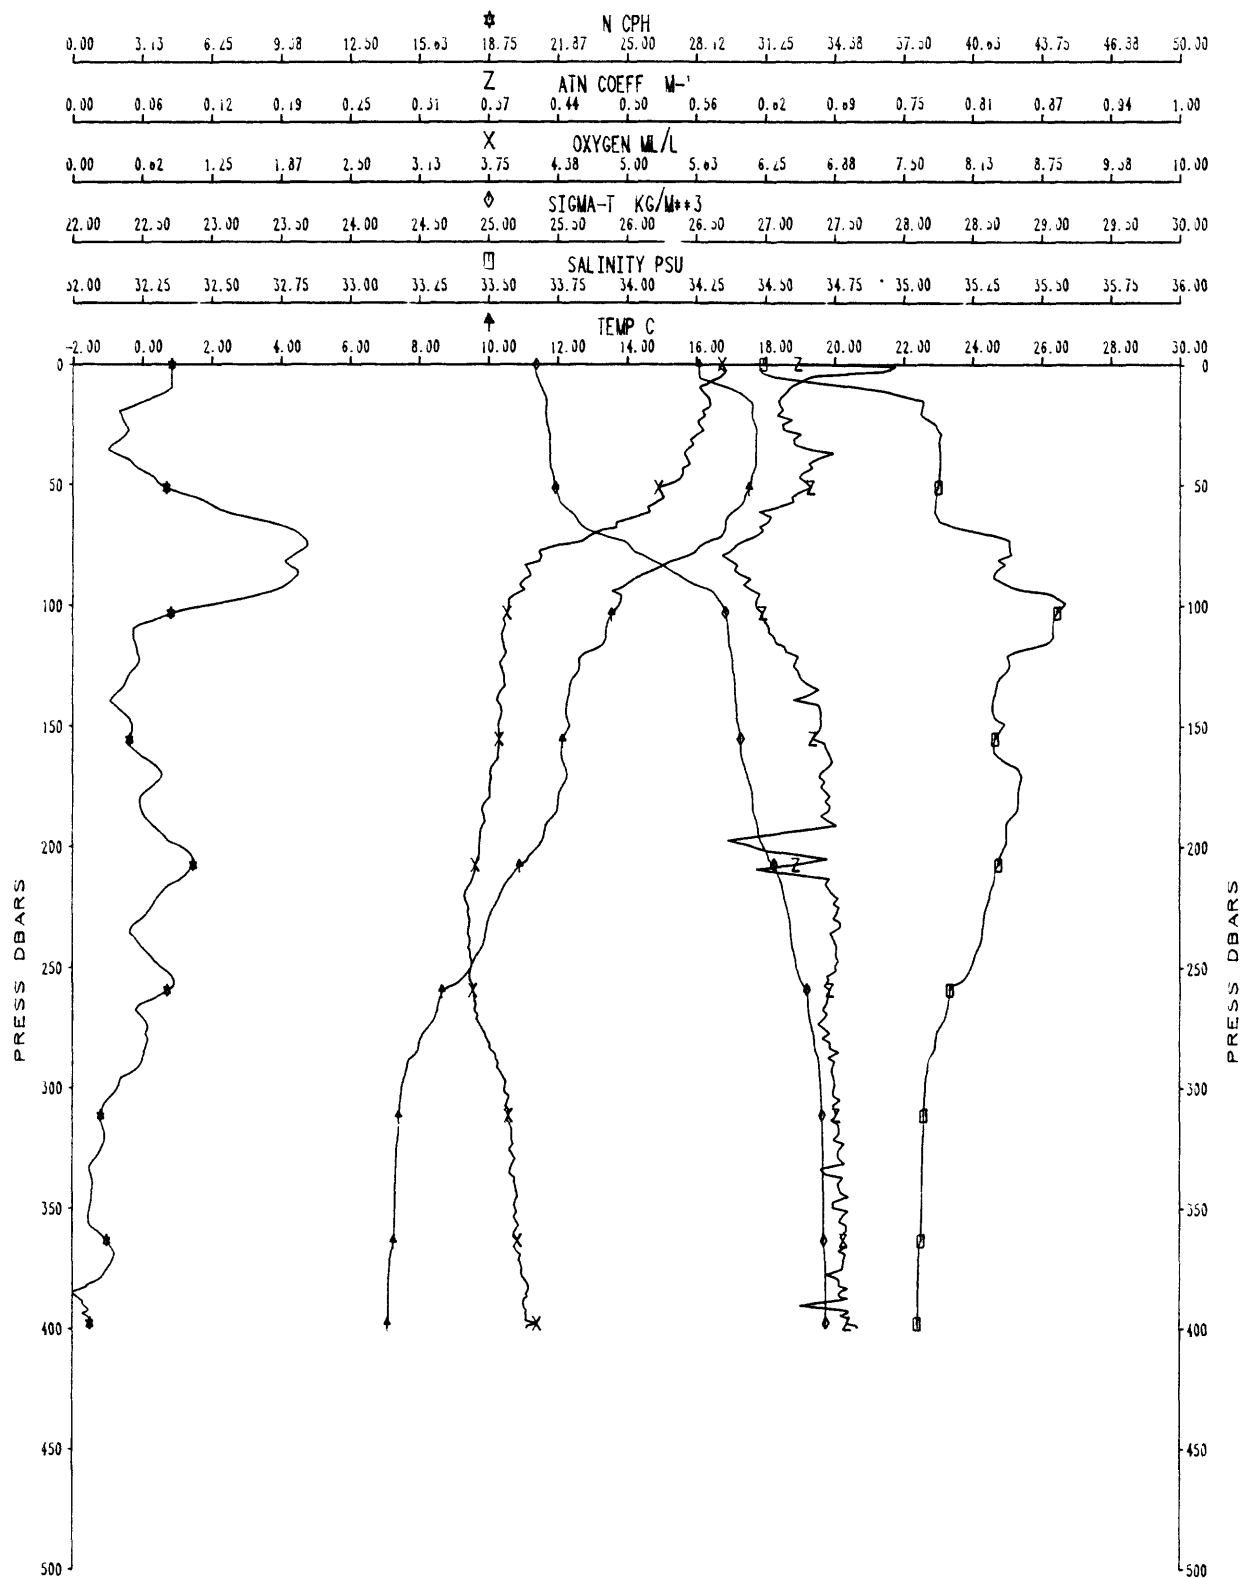 N CPH
0.00 3.13 6.25 9.38 12.50 15.63 18.75 21.87 25.00 28.12 31.25 34.38 37.50 40.63 43.75 46.88 50.00
Z ATN COEFF M-1
0.00 0.06 0.12 0.19 0.25 0.31 0.37 0.44 0.50 0.56 0.62 0.69 0.75 0.81 0.87 0.94 1.00
X OXYGEN ML/L
0.00 0.62 1.25 1.87 2.50 3.13 3.75 4.38 5.00 5.63 6.25 6.88 7.50 8.13 8.75 9.38 10.00
SIGMA-T KG/M**3
22.00 22.50 23.00 23.50 24.00 24.50 25.00 25.50 26.00 26.50 27.00 27.50 28.00 28.50 29.00 29.50 30.00
SALINITY PSU
32.00 32.25 32.50 32.75 33.00 33.25 33.50 33.75 34.00 34.25 34.50 34.75 35.00 35.25 35.50 35.75 36.00
TEMP C
-2.00 0.00 2.00 4.00 6.00 8.00 10.00 12.00 14.00 16.00 18.00 20.00 22.00 24.00 26.00 28.00 30.00
0 0
50 50
100 100
150 150
200 200
PRESS DBARS PRESS DBARS
250 250
300 300
350 350
400 400
450 450
500 500